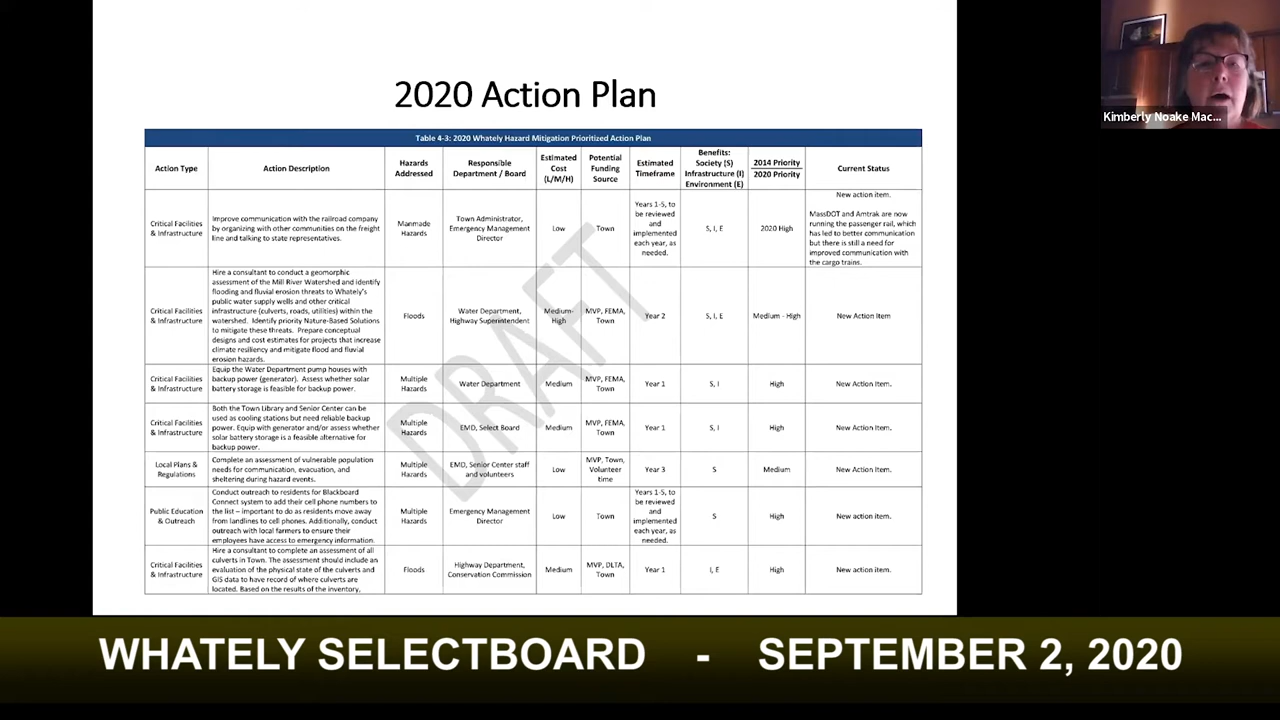 2020 Action Plan
Kimberly Noake Mac...
Table 4-3: 2020 Whately Hazard Mitigation Prioritized Action Plan
Action Type
Action Description
Hazards
Addressed
Responsible
Department / Board
Estimated
Cost
(L/M/H)
Potential
Funding
Source
Estimated
Timeframe
Benefits:
Society (S)
Infrastructure (I)
Environment (E)
2014 Priority
2020 Priority
Current Status
Critical Facilities
& Infrastructure
Improve communication with the railroad company
by organizing with other communities on the freight
line and talking to state representatives.
Manmade
Hazards
Town Administrator,
Emergency Management
Director
Low
Town
Years 1-5, to
be reviewed
and
implemented
each year, as
needed.
S, I, E
2020 High
New action item.
MassDOT and Amtrak are now
running the passenger rail, which
has led to better communication
but there is still a need for
improved communication with
the cargo trains.
Critical Facilities
& Infrastructure
Hire a consultant to conduct a geomorphic
assessment of the Mill River Watershed and identify
flooding and fluvial erosion threats to Whately's
public water supply wells and other critical
infrastructure (culverts, roads, utilities) within the
watershed. Identify priority Nature-Based Solutions
to mitigate these threats. Prepare conceptual
designs and cost estimates for projects that increase
climate resiliency and mitigate flood and fluvial
erosion hazards.
Floods
Water Department,
Highway Superintendent
Medium-
High
MVP, FEMA,
Town
Year 2
S, I, E
Medium - High
New Action Item
Critical Facilities
& Infrastructure
Equip the Water Department pump houses with
backup power (generator). Assess whether solar
battery storage is feasible for backup power.
Multiple
Hazards
Water Department
Medium
MVP, FEMA,
Town
Year 1
S, I
High
New Action Item.
Critical Facilities
& Infrastructure
Both the Town Library and Senior Center can be
used as cooling stations but need reliable backup
power. Equip with generator and/or assess whether
solar battery storage is a feasible alternative for
backup power.
Multiple
Hazards
EMD, Select Board
Medium
MVP, FEMA,
Town
Year 1
S, I
High
New Action Item.
Local Plans &
Regulations
Complete an assessment of vulnerable population
needs for communication, evacuation, and
sheltering during hazard events.
Multiple
Hazards
EMD, Senior Center staff
and volunteers
Low
MVP, Town,
Volunteer
time
Year 3
S
Medium
New Action Item.
Public Education
& Outreach
Conduct outreach to residents for Blackboard
Connect system to add their cell phone numbers to
the list – important to do as residents move away
from landlines to cell phones. Additionally, conduct
outreach with local farmers to ensure their
employees have access to emergency information.
Multiple
Hazards
Emergency Management
Director
Low
Town
Years 1-5, to
be reviewed
and
implemented
each year, as
needed.
S
High
New action item.
Critical Facilities
& Infrastructure
Hire a consultant to complete an assessment of all
culverts in Town. The assessment should include an
evaluation of the physical state of the culverts and
GIS data to have record of where culverts are
located. Based on the results of the inventory,
Floods
Highway Department,
Conservation Commission
Medium
MVP, DLTA,
Town
Year 1
I, E
High
New action item.
DRAFT
WHATELY SELECTBOARD - SEPTEMBER 2, 2020